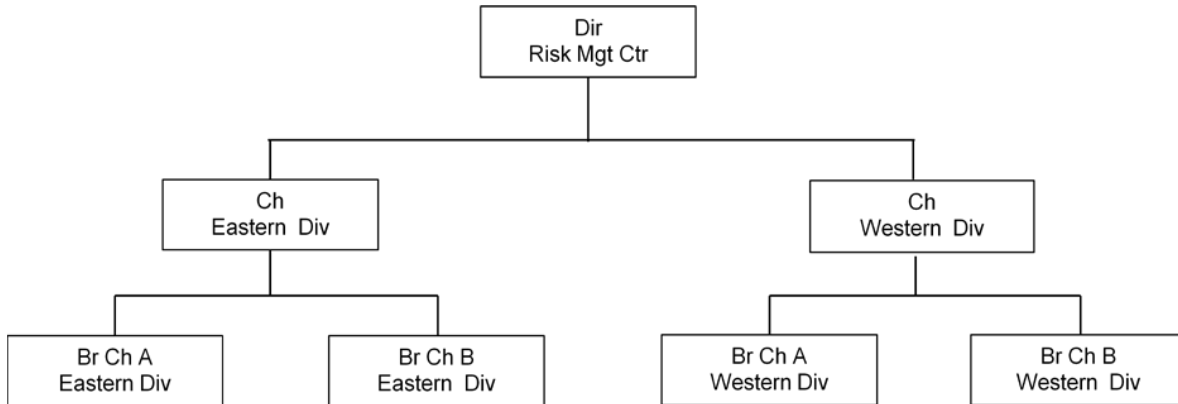 Dir
Risk Mgt Ctr
Ch
Eastern Div
Ch
Western Div
Br Ch A
Eastern Div
Br Ch B
Eastern Div
Br Ch A
Western Div
Br Ch B
Western Div